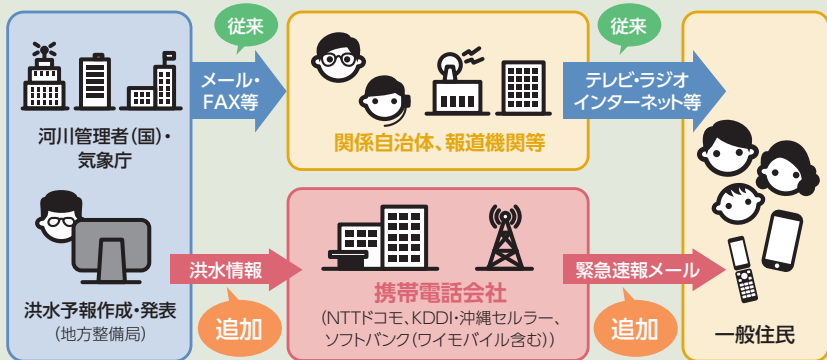 従来
メール・
FAX等
従来
テレビ・ラジオ
インターネット等
河川管理者(国)・
気象庁
関係自治体、報道機関等
洪水予報作成・発表
(地方整備局)
洪水情報
追加
携帯電話会社
(NTTドコモ、KDDI・沖縄セルラー、
ソフトバンク(ワイモバイル含む))
緊急速報メール
追加
一般住民